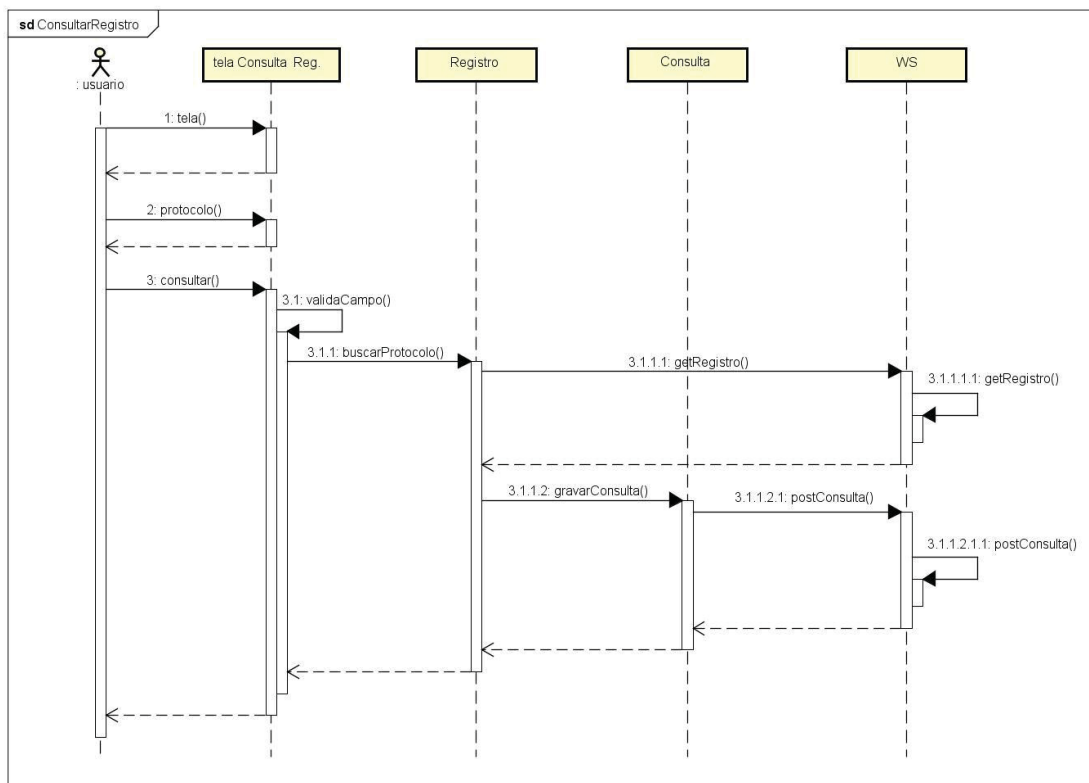 sd ConsultarRegistro
: usuario
tela Consulta Reg.
Registro
Consulta
WS
1: tela()
2: protocolo()
3: consultar()
3.1: validaCampo()
3.1.1: buscarProtocolo()
3.1.1.1: getRegistro()
3.1.1.1.1: getRegistro()
3.1.1.2: gravarConsulta()
3.1.1.2.1: postConsulta()
3.1.1.2.1.1: postConsulta()